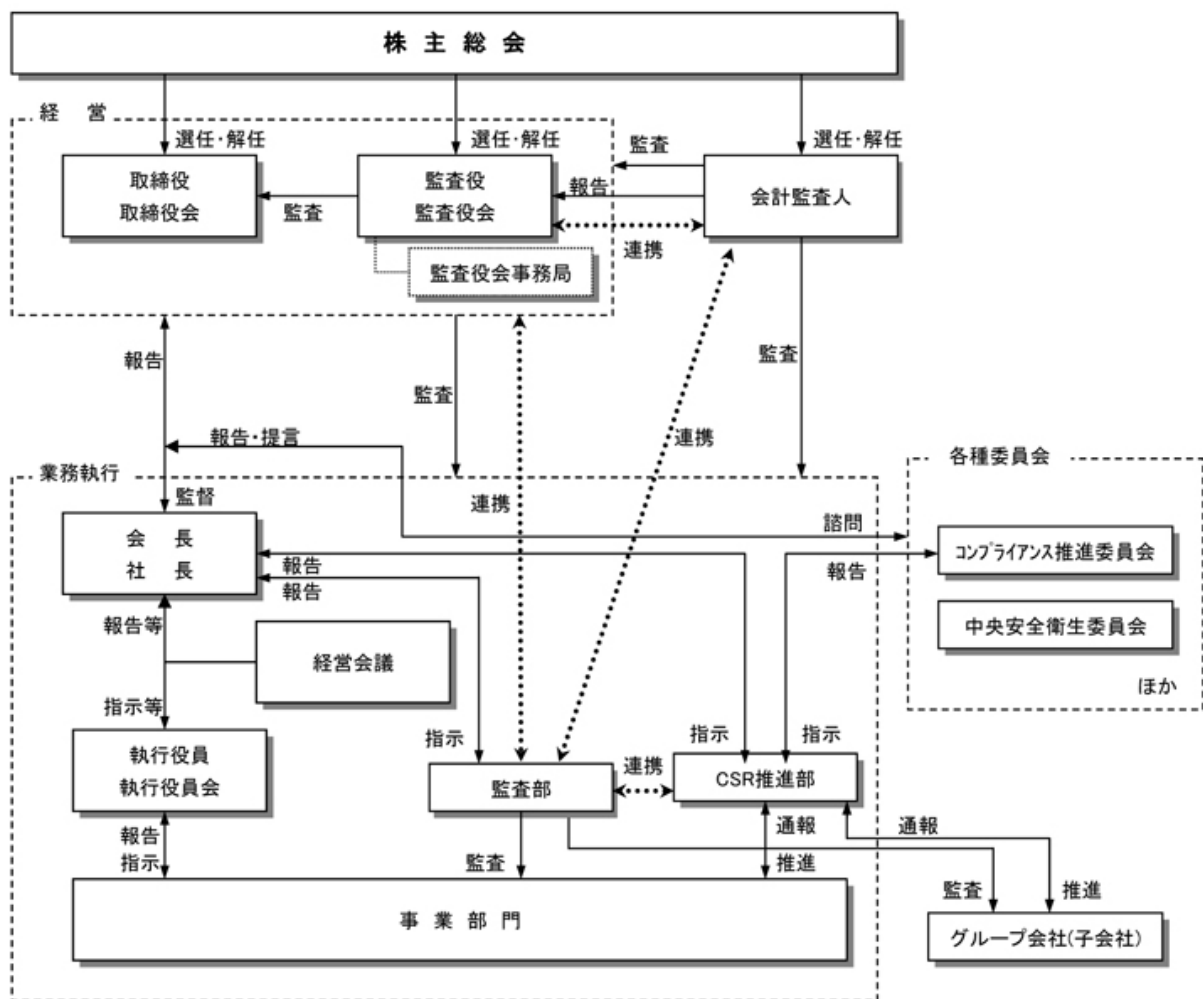 株 主 総 会
経 営
選任・解任
選任・解任
選任・解任
取締役
取締役会
監査
監査役
監査役会
監査
報告
会計監査人
連携
監査役会事務局
報告
監査
監査
報告・提言
連携
連携
業務執行
監督
各種委員会
会 長
社 長
諮問
報告
報告
報告
コンプライアンス推進委員会
中央安全衛生委員会
ほか
報告等
経営会議
指示等
執行役員
執行役員会
指示
監査部
連携
指示
指示
CSR推進部
報告
指示
監査
通報
推進
通報
監査
推進
事 業 部 門
グループ会社(子会社)